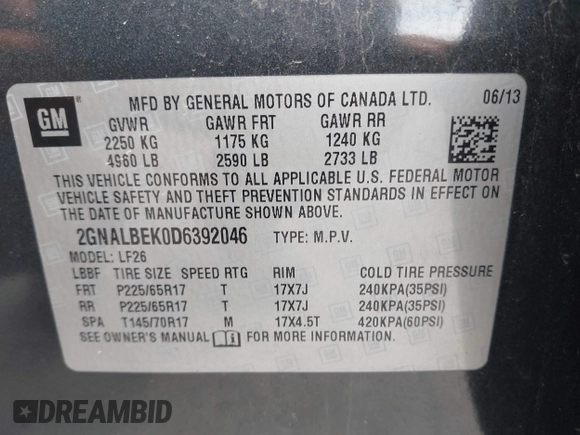 GM
MFD BY GENERAL MOTORS OF CANADA LTD. 06/13
GVWR GAWR FRT GAWR RR
2250 KG 1175 KG 1240 KG
4960 LB 2590 LB 2733 LB
THIS VEHICLE CONFORMS TO ALL APPLICABLE U.S. FEDERAL MOTOR
VEHICLE SAFETY AND THEFT PREVENTION STANDARDS IN EFFECT ON
THE DATE OF MANUFACTURE SHOWN ABOVE.
2GNALBEK0D6392046 TYPE: M.P.V.
MODEL: LF26
LBBF TIRE SIZE SPEED RTG RIM COLD TIRE PRESSURE
FRT P225/65R17 T 17X7J 240KPA(35PSI)
RR P225/65R17 T 17X7J 240KPA(35PSI)
SPA T145/70R17 M 17X4.5T 420KPA(60PSI)
SEE OWNER'S MANUAL FOR MORE INFORMATION.
DREAMBID